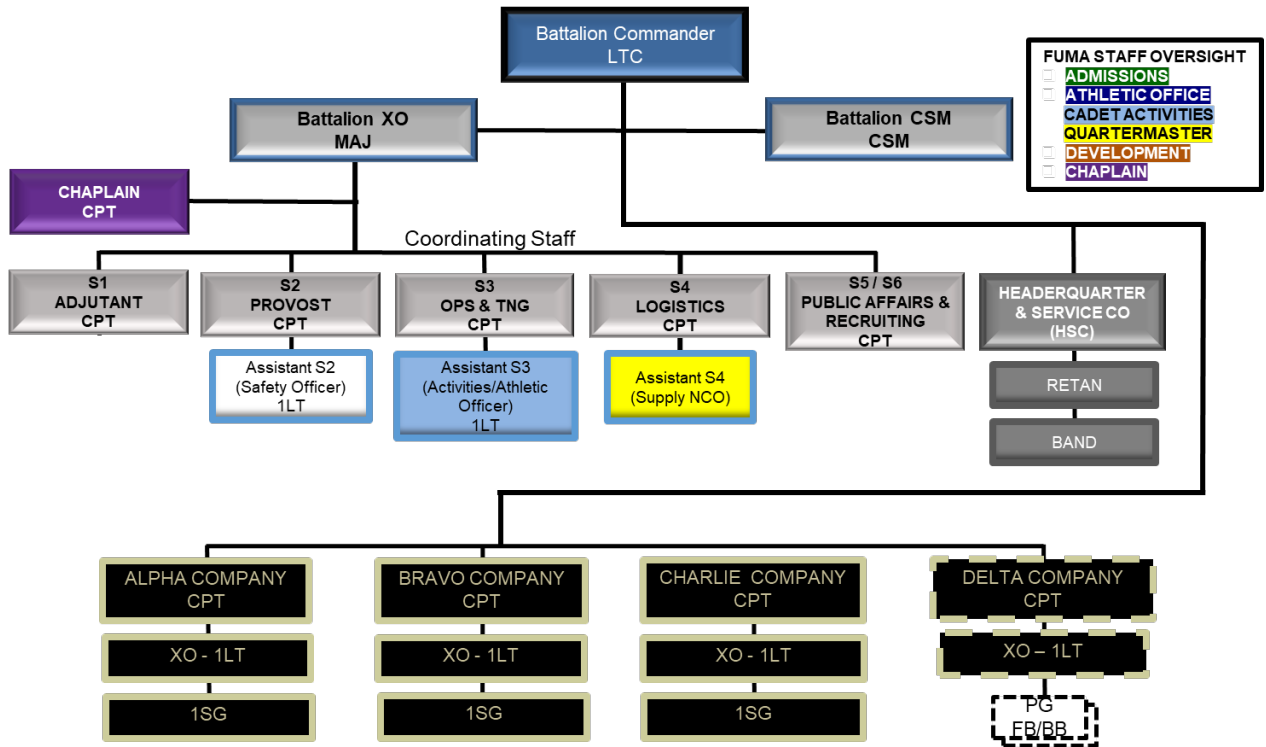 Battalion Commander
LTC
FUMA STAFF OVERSIGHT
ADMISSIONS
ATHLETIC OFFICE
CADET ACTIVITIES
QUARTERMASTER
DEVELOPMENT
CHAPLAIN
Battalion XO
MAJ
Battalion CSM
CSM
CHAPLAIN
CPT
Coordinating Staff
S1
ADJUTANT
CPT
S2
PROVOST
CPT
S3
OPS & TNG
CPT
S4
LOGISTICS
CPT
S5 / S6
PUBLIC AFFAIRS &
RECRUITING
CPT
HEADERQUARTER
& SERVICE CO
(HSC)
Assistant S2
(Safety Officer)
1LT
Assistant S3
(Activities/Athletic
Officer)
1LT
Assistant S4
(Supply NCO)
RETAN
BAND
ALPHA COMPANY
CPT
XO - 1LT
1SG
BRAVO COMPANY
CPT
XO - 1LT
1SG
CHARLIE COMPANY
CPT
XO - 1LT
1SG
DELTA COMPANY
CPT
XO – 1LT
PG
FB/BB